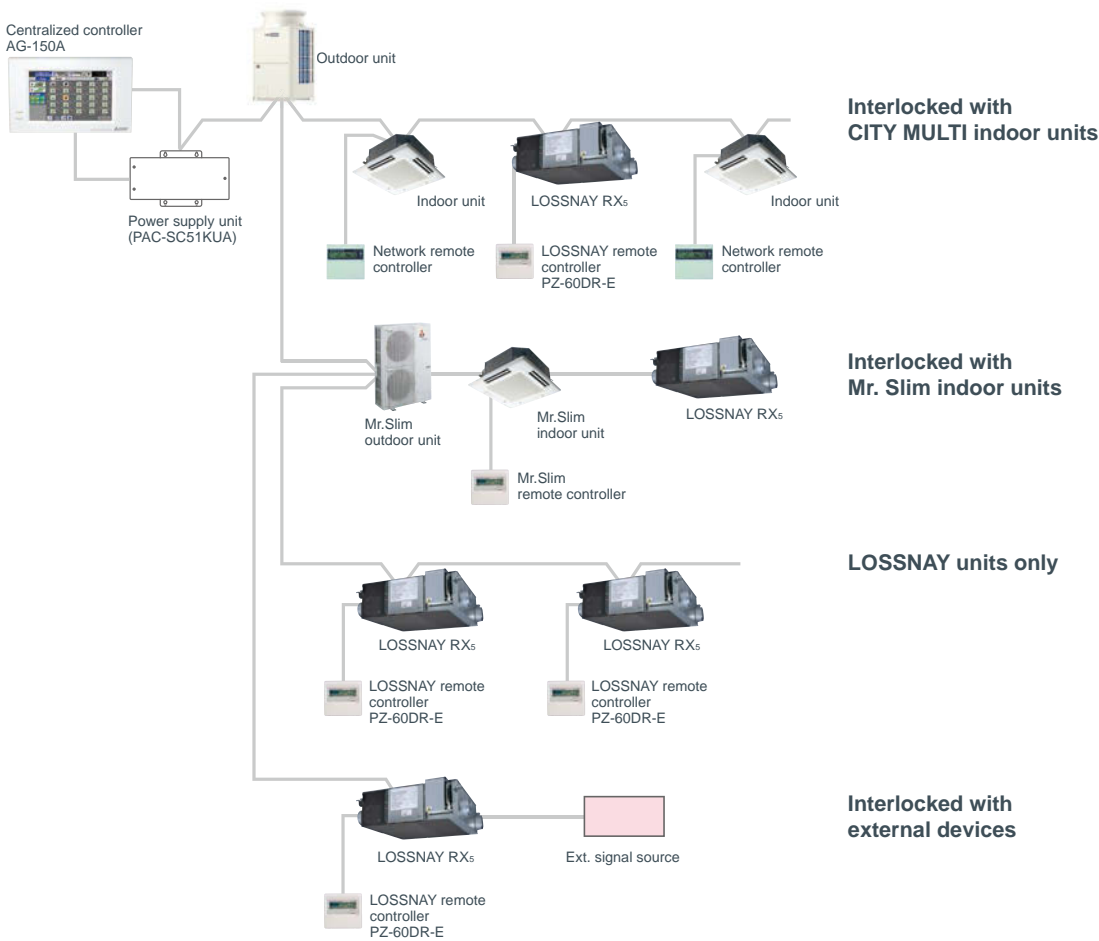 Centralized controller
AG-150A
Outdoor unit
Power supply unit
(PAC-SC51KUA)
Indoor unit
LOSSNAY RX5
Indoor unit
Network remote
controller
LOSSNAY remote
controller
PZ-60DR-E
Network remote
controller
Interlocked with
CITY MULTI indoor units
Mr.Slim
outdoor unit
Mr.Slim
indoor unit
LOSSNAY RX5
Mr.Slim
remote controller
Interlocked with
Mr. Slim indoor units
LOSSNAY RX5
LOSSNAY RX5
LOSSNAY remote
controller
PZ-60DR-E
LOSSNAY remote
controller
PZ-60DR-E
LOSSNAY units only
LOSSNAY RX5
Ext. signal source
LOSSNAY remote
controller
PZ-60DR-E
Interlocked with
external devices